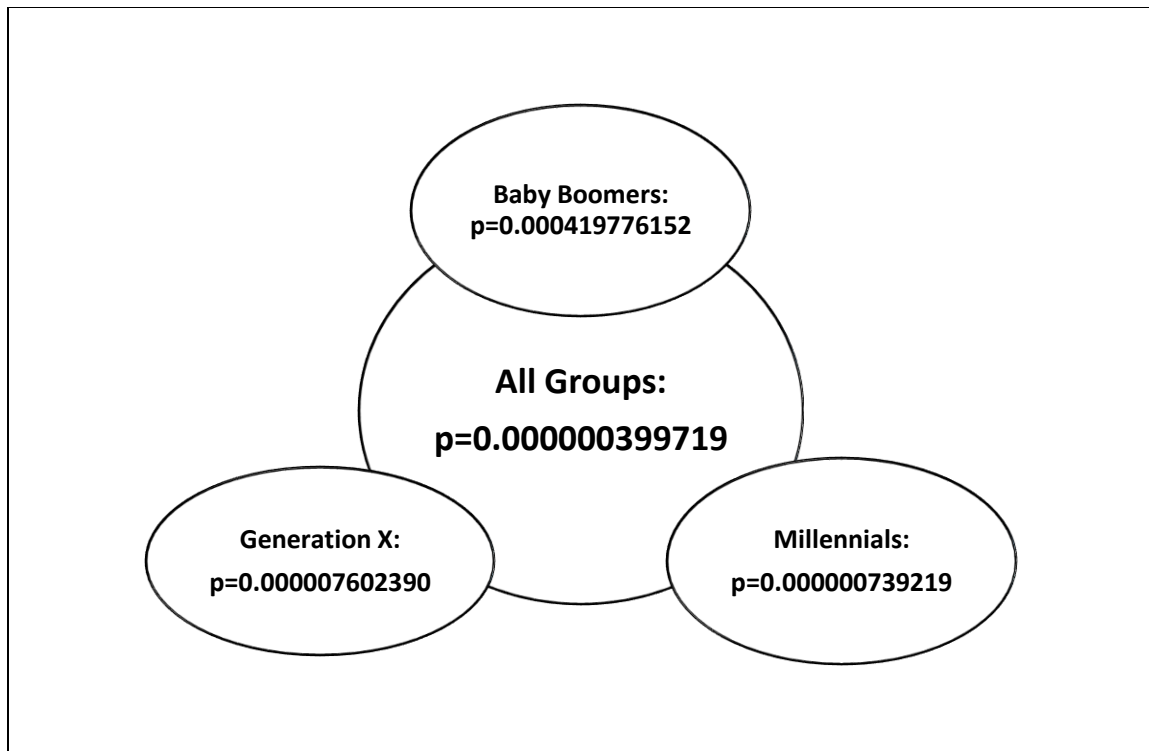 Baby Boomers:
p=0.000419776152
All Groups:
p=0.000000399719
Generation X:
p=0.000007602390
Millennials:
p=0.000000739219